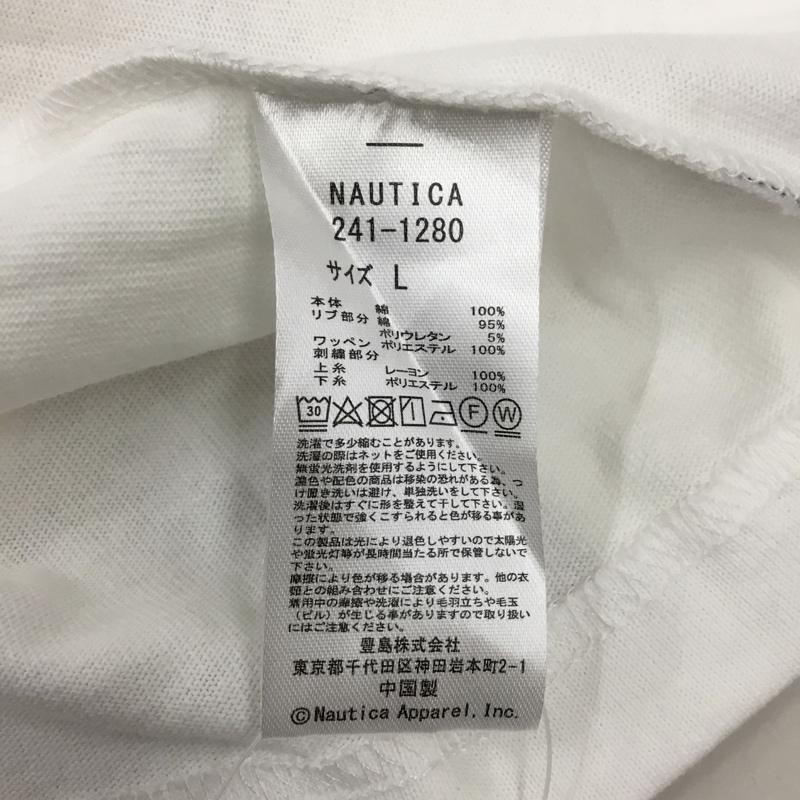 NAUTICA
241-1280
サイズ L
本体 綿 100%
リブ部分 綿 95%
ポリウレタン 5%
ワッペン ポリエステル 100%
刺繍部分
上糸 レーヨン 100%
下糸 ポリエステル 100%
30 F W
洗濯で多少縮むことがあります。
洗濯の際はネットをご使用ください。
無蛍光洗剤を使用するようにして下さい。
濃色や配色の商品は移染の恐れがある為、つ
け置き洗いは避け、単独洗いをして下さい。
洗濯後はすぐに形を整えて干して下さい。湿
った状態で強くこすられると色が移る事があ
ります。
この製品は光により退色しやすいので太陽光
や蛍光灯等が長時間当たる所で保管しないで
下さい。
摩擦により色が移る場合があります。他の衣
類との組み合わせにご注意ください。
着用中の摩擦や洗濯により毛羽立ちや毛玉
（ピル）が生じる事がありますので取り扱い
にはご注意ください。
豊島株式会社
東京都千代田区神田岩本町2-1
中国製
©Nautica Apparel, Inc.